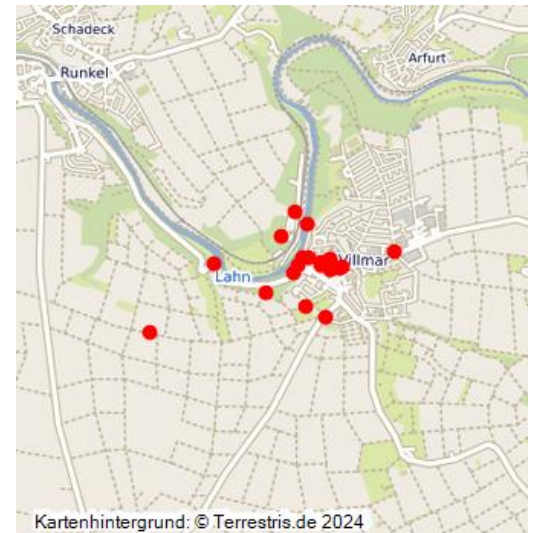 Schadeck
Runkel
Arfurt
Villmar
Lahn
Kartenhintergrund: © Terrestris.de 2024